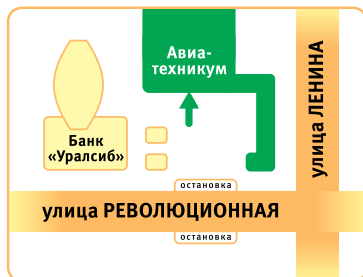 Авиа-
техникум
улица ЛЕНИНА
Банк
«Уралсиб»
остановка
улица РЕВОЛЮЦИОННАЯ
остановка